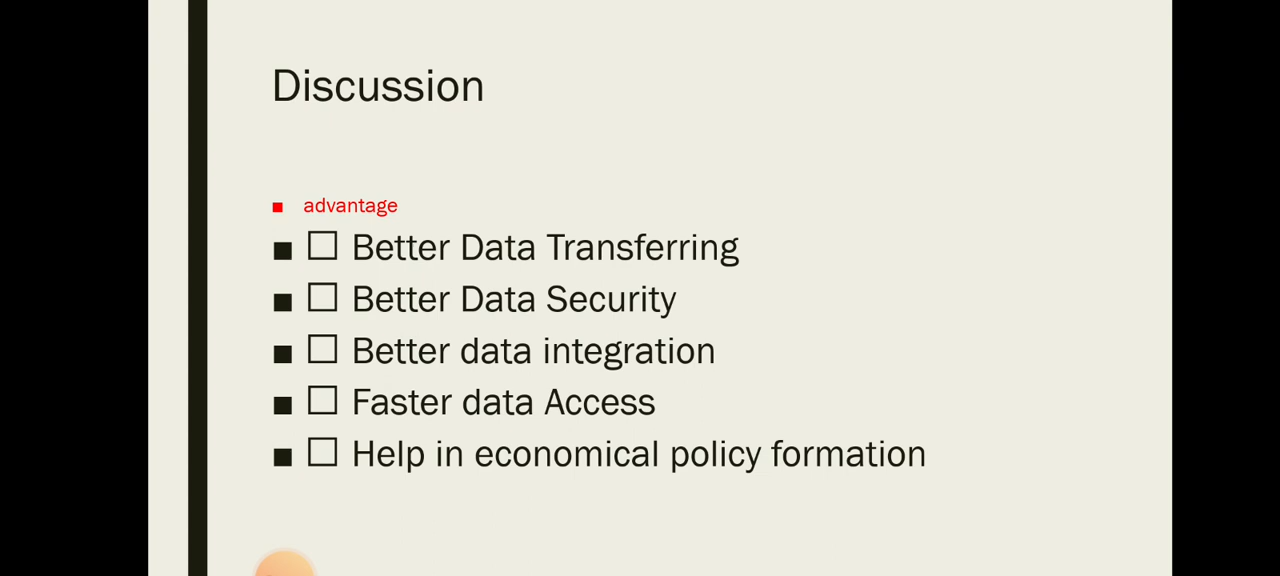 Discussion
■ advantage
■ ☐ Better Data Transferring
■ ☐ Better Data Security
■ ☐ Better data integration
■ ☐ Faster data Access
■ ☐ Help in economical policy formation